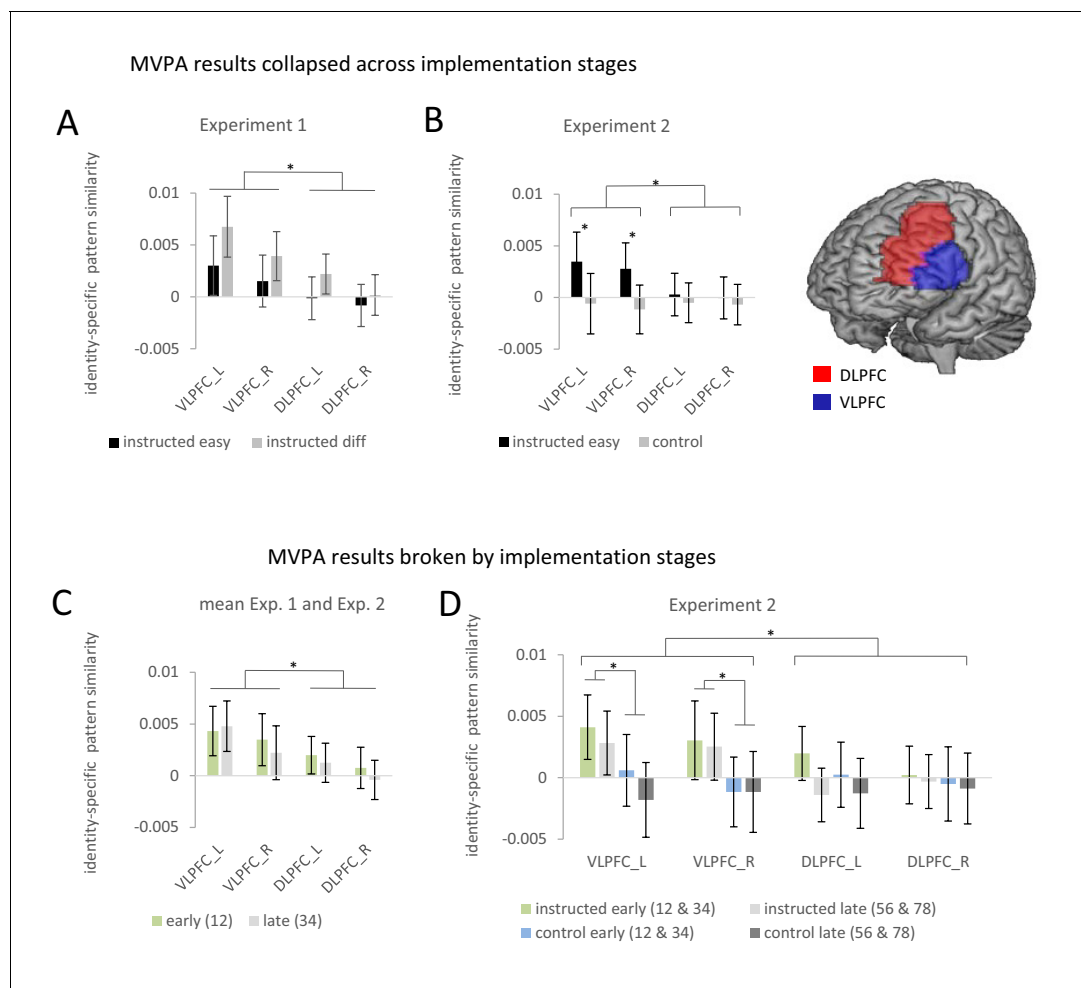 MVPA results collapsed across implementation stages
A
Experiment 1
identity-specific pattern similarity
*
0.01
0.005
0
-0.005
VLPFC_L
VLPFC_R
DLPFC_L
DLPFC_R
instructed easy
instructed diff
B
Experiment 2
identity-specific pattern similarity
*
0.01
0.005
0
-0.005
*
*
VLPFC_L
VLPFC_R
DLPFC_L
DLPFC_R
instructed easy
control
DLPFC
VLPFC
MVPA results broken by implementation stages
C
mean Exp. 1 and Exp. 2
identity-specific pattern similarity
*
0.01
0.005
0
-0.005
VLPFC_L
VLPFC_R
DLPFC_L
DLPFC_R
early (12)
late (34)
D
Experiment 2
identity-specific pattern similarity
*
0.01
0.005
0
-0.005
*
*
VLPFC_L
VLPFC_R
DLPFC_L
DLPFC_R
instructed early (12 & 34)
instructed late (56 & 78)
control early (12 & 34)
control late (56 & 78)